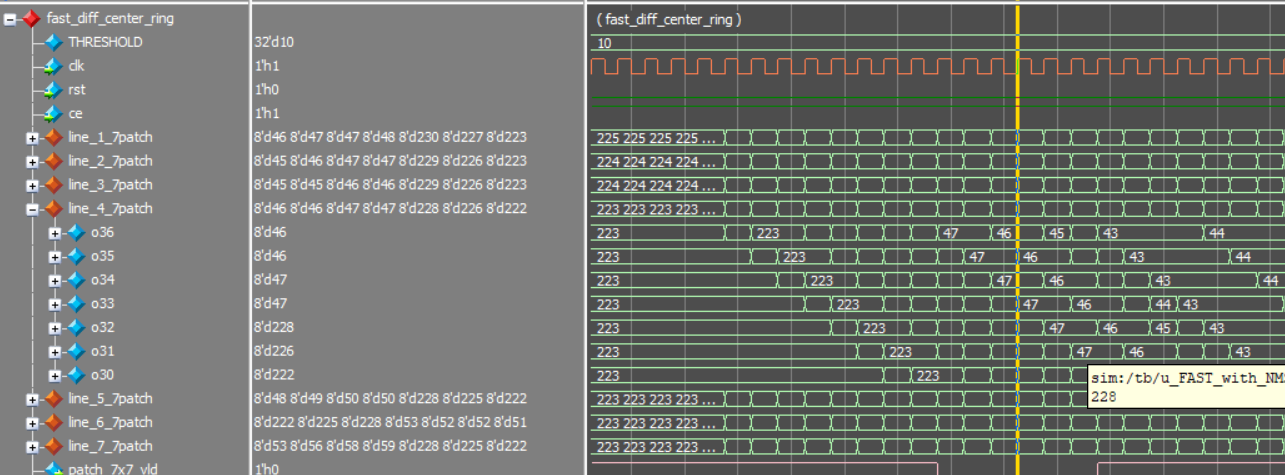 fast_diff_center_ring ( fast_diff_center_ring )
THRESHOLD 32'd10 10
clk 1'h1
rst 1'h0
ce 1'h1
line_1_7patch 8'd46 8'd47 8'd47 8'd48 8'd230 8'd227 8'd223 225 225 225 225 ...
line_2_7patch 8'd45 8'd46 8'd47 8'd47 8'd229 8'd226 8'd223 224 224 224 224 ...
line_3_7patch 8'd45 8'd45 8'd46 8'd46 8'd229 8'd226 8'd223 224 224 224 224 ...
line_4_7patch 8'd46 8'd46 8'd47 8'd47 8'd228 8'd226 8'd222 223 223 223 223 ...
o36 8'd46 223 223 47 46 45 43 44
o35 8'd46 223 223 47 46 43 44
o34 8'd47 223 223 47 46 43 44
o33 8'd47 223 223 47 46 44 43
o32 8'd228 223 223 47 46 45 43
o31 8'd226 223 223 47 46 43
o30 8'd222 223 223
sim:/tb/u_FAST_with_NM
228
line_5_7patch 8'd48 8'd49 8'd50 8'd50 8'd228 8'd225 8'd222 223 223 223 223 ...
line_6_7patch 8'd222 8'd225 8'd228 8'd53 8'd52 8'd52 8'd51 223 223 223 223 ...
line_7_7patch 8'd53 8'd56 8'd58 8'd59 8'd228 8'd225 8'd222 223 223 223 223 ...
patch_7x7_vld 1'h0